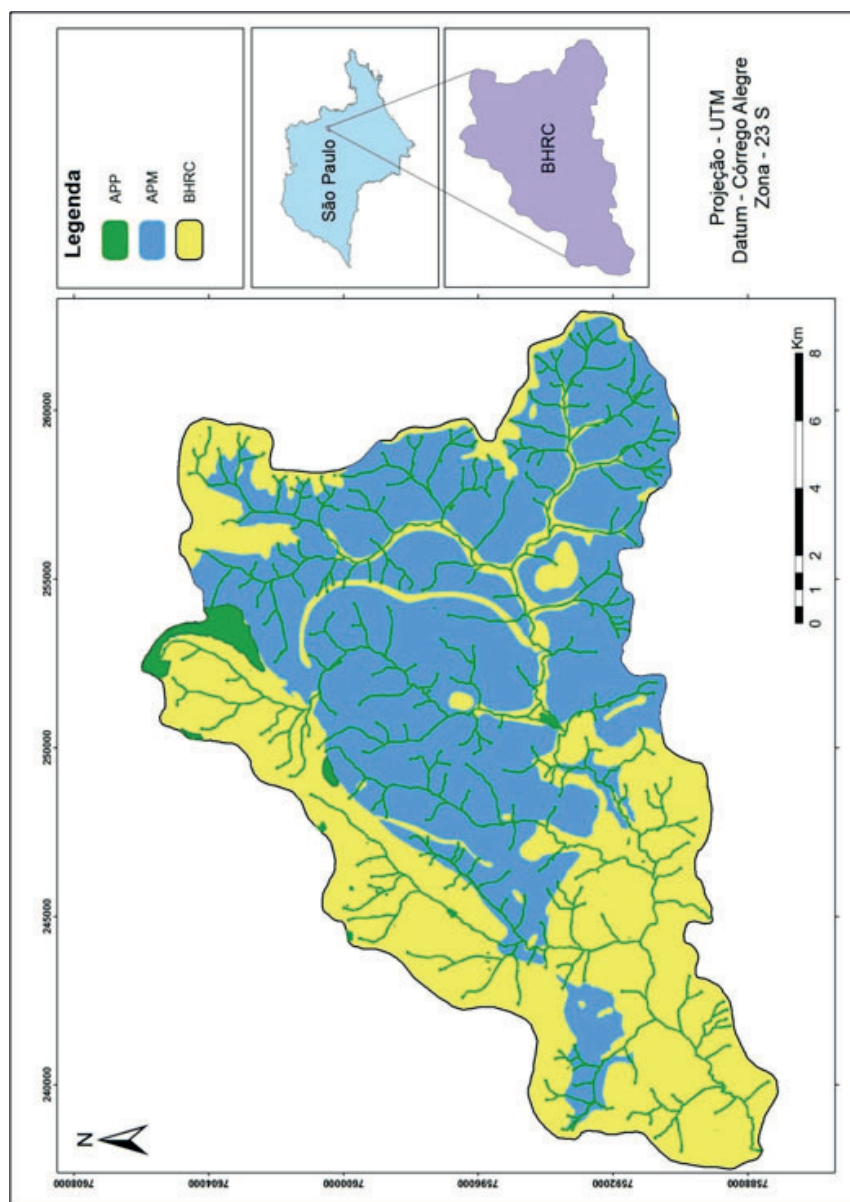 N
240000
245000
250000
255000
260000
7608000
7604000
7600000
7596000
7592000
7588000
0
1
2
4
6
8
Km
Legenda
APP
APM
BHRC
São Paulo
BHRC
Projeção - UTM
Datum - Córrego Alegre
Zona - 23 S